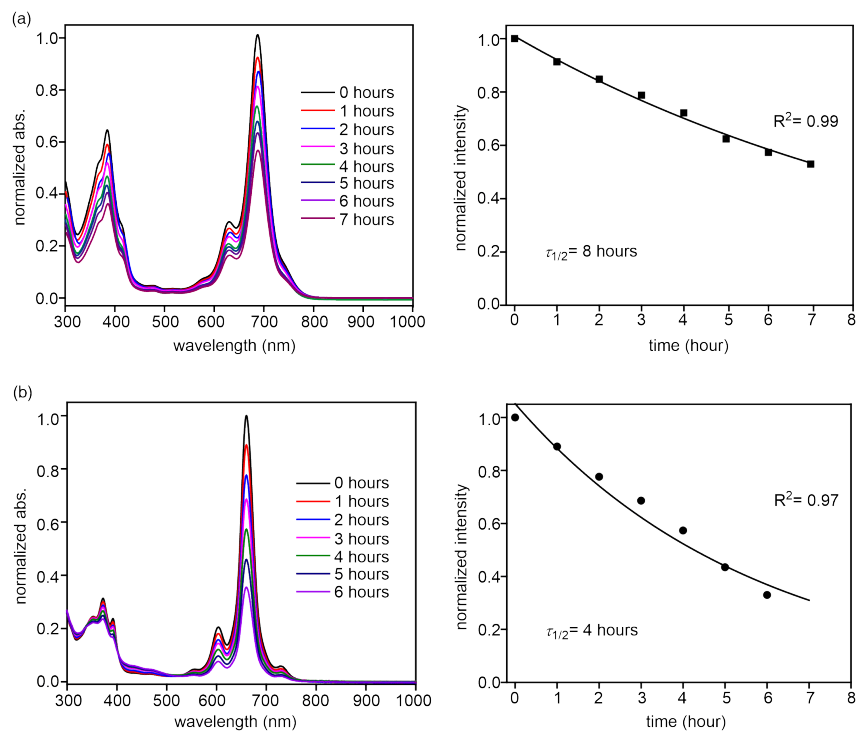 (a)
normalized abs.
1.0
0.8
0.6
0.4
0.2
0.0
300 400 500 600 700 800 900 1000
wavelength (nm)
0 hours
1 hours
2 hours
3 hours
4 hours
5 hours
6 hours
7 hours
normalized intensity
1.0
0.8
0.6
0.4
0.2
0.0
0 1 2 3 4 5 6 7 8
time (hour)
R²= 0.99
τ1/2= 8 hours
(b)
normalized abs.
1.0
0.8
0.6
0.4
0.2
0.0
300 400 500 600 700 800 900 1000
wavelength (nm)
0 hours
1 hours
2 hours
3 hours
4 hours
5 hours
6 hours
normalized intensity
1.0
0.8
0.6
0.4
0.2
0.0
0 1 2 3 4 5 6 7 8
time (hour)
R²= 0.97
τ1/2= 4 hours